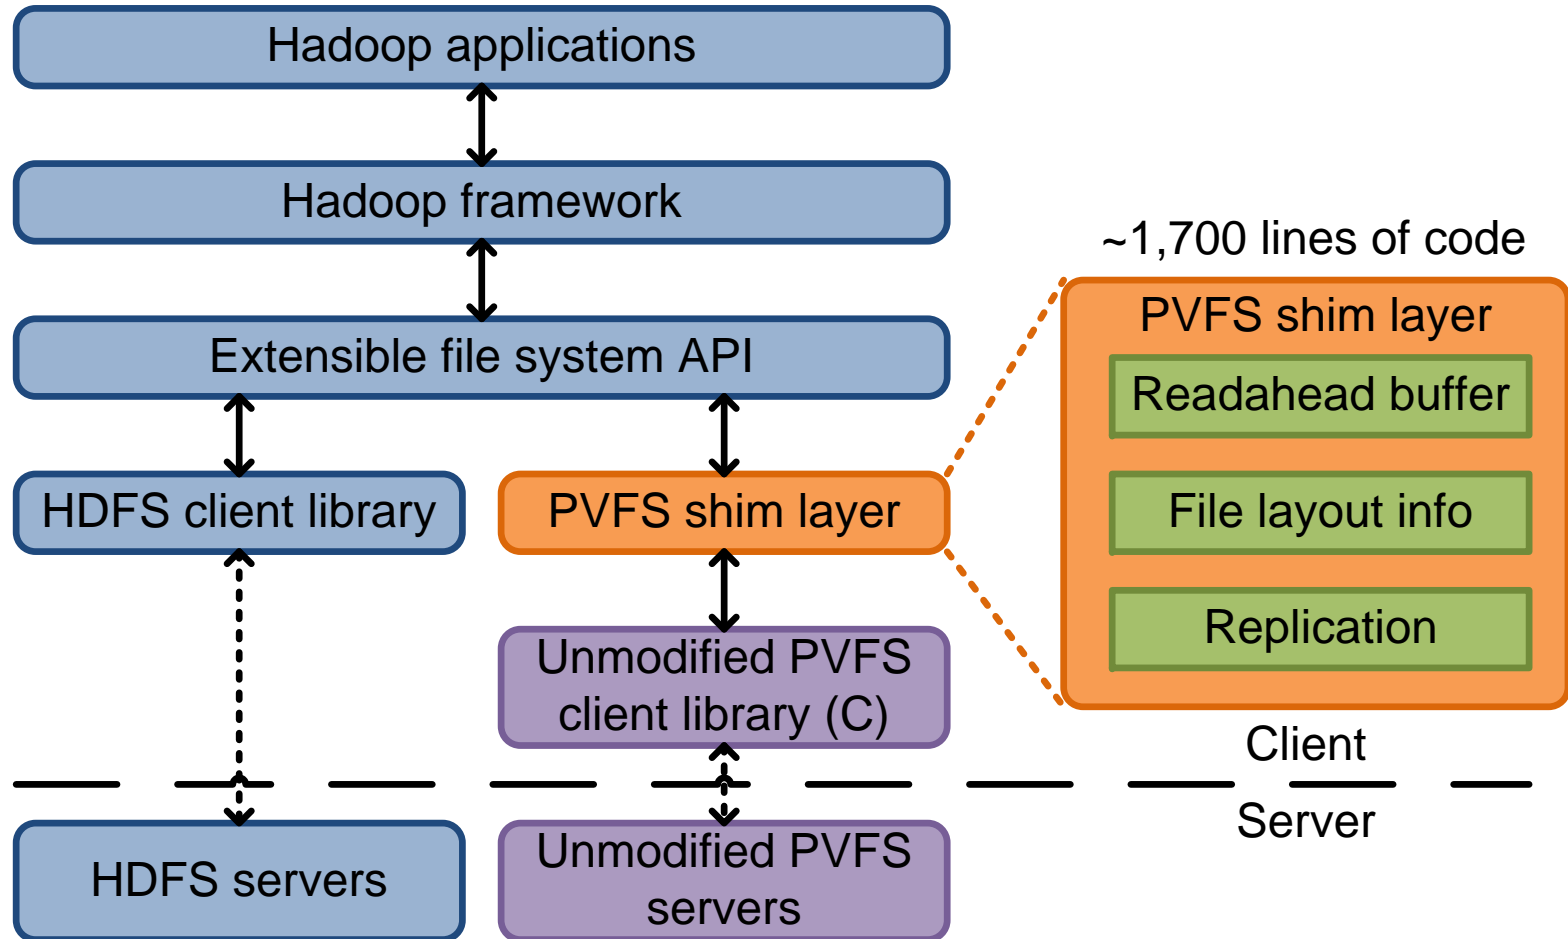 Hadoop applications
Hadoop framework
~1,700 lines of code
Extensible file system API
PVFS shim layer
Readahead buffer
HDFS client library
PVFS shim layer
File layout info
Replication
Unmodified PVFS
client library (C)
Client
Server
HDFS servers
Unmodified PVFS
servers